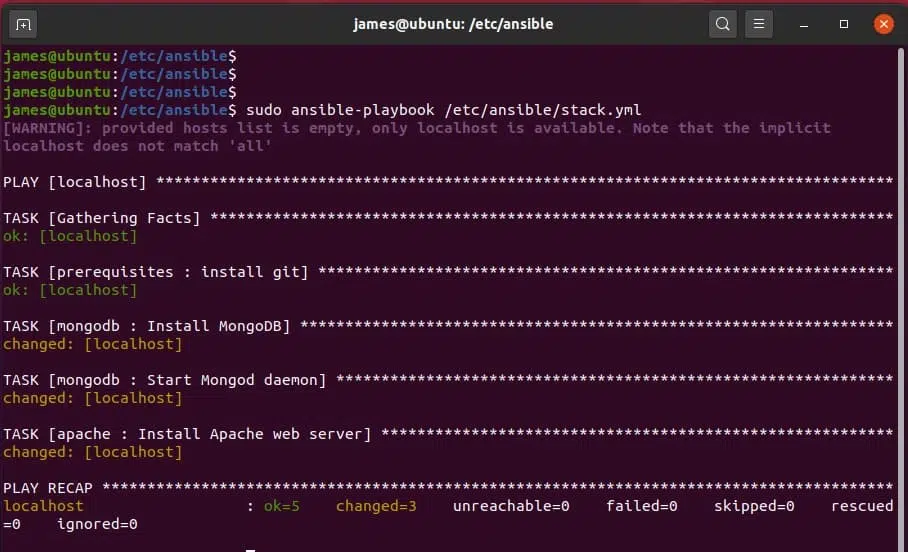 james@ubuntu: /etc/ansible
james@ubuntu:/etc/ansible$
james@ubuntu:/etc/ansible$
james@ubuntu:/etc/ansible$
james@ubuntu:/etc/ansible$ sudo ansible-playbook /etc/ansible/stack.yml
[WARNING]: provided hosts list is empty, only localhost is available. Note that the implicit
localhost does not match 'all'
PLAY [localhost] **********************************************************************************
TASK [Gathering Facts] ****************************************************************************
ok: [localhost]
TASK [prerequisites : install git] ****************************************************************
ok: [localhost]
TASK [mongodb : Install MongoDB] ******************************************************************
changed: [localhost]
TASK [mongodb : Start Mongod daemon] **************************************************************
changed: [localhost]
TASK [apache : Install Apache web server] *********************************************************
changed: [localhost]
PLAY RECAP ****************************************************************************************
localhost                  : ok=5    changed=3    unreachable=0    failed=0    skipped=0    rescued
=0    ignored=0